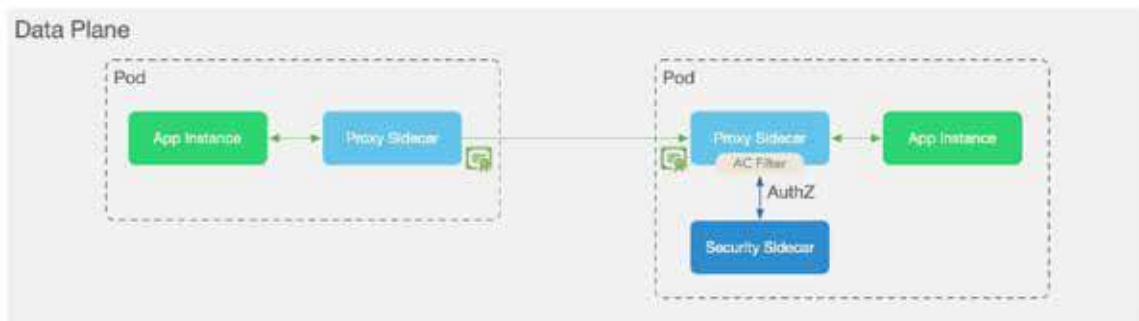 Data Plane
Pod
App Instance
Proxy Sidecar
Pod
Proxy Sidecar
App Instance
AC Filter
AuthZ
Security Sidecar